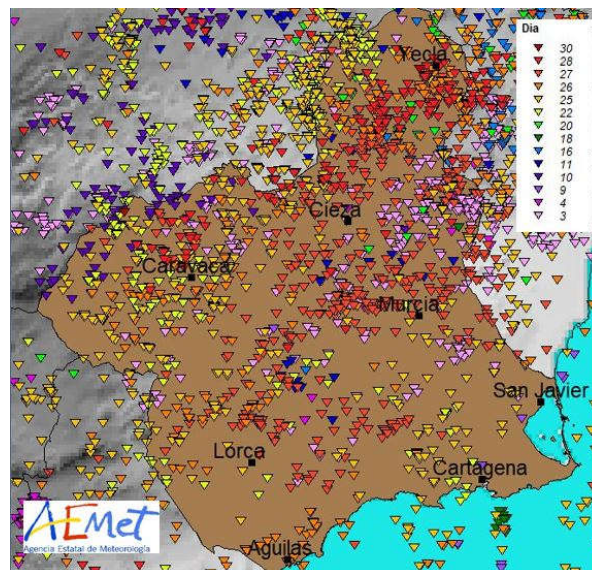 Dia
30
28
27
26
25
22
20
18
16
11
10
9
4
3
Yecla
Cieza
Caravaca
Murcia
San Javier
Lorca
Cartagena
AEMet
Agencia Estatal de Meteorología
Aguilas